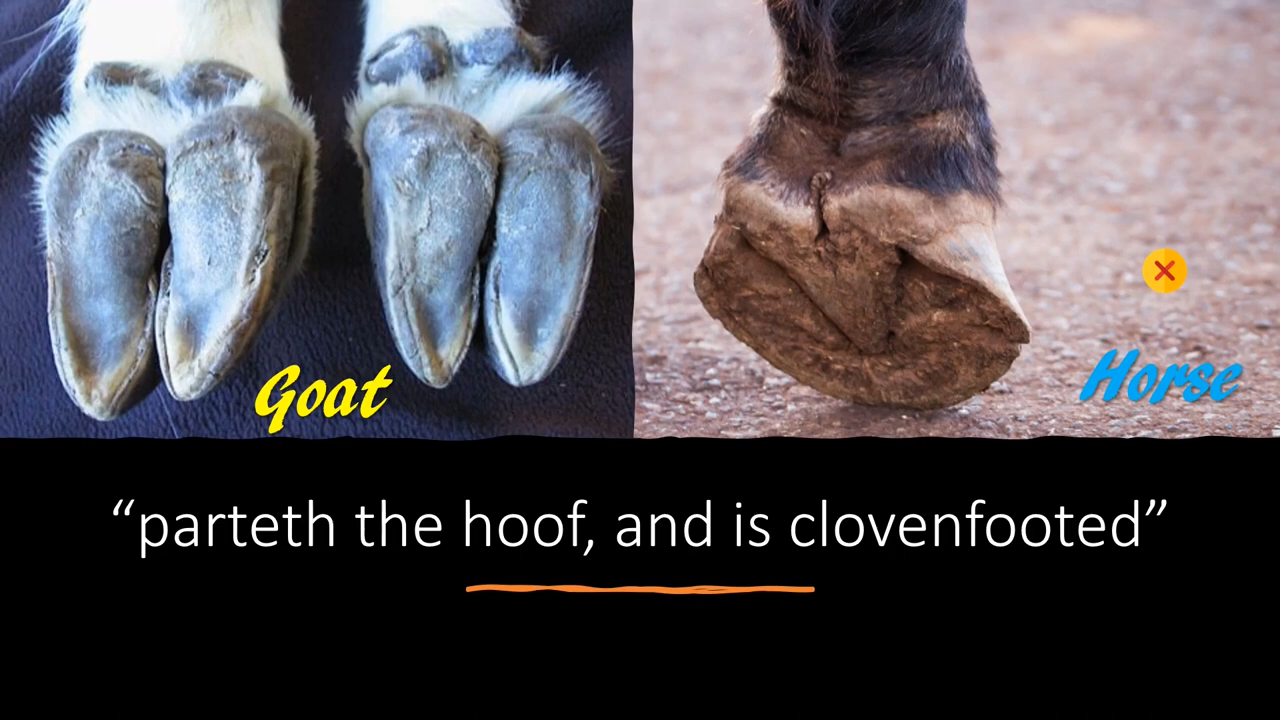 Goat
Horse
“parteth the hoof, and is clovenfooted”